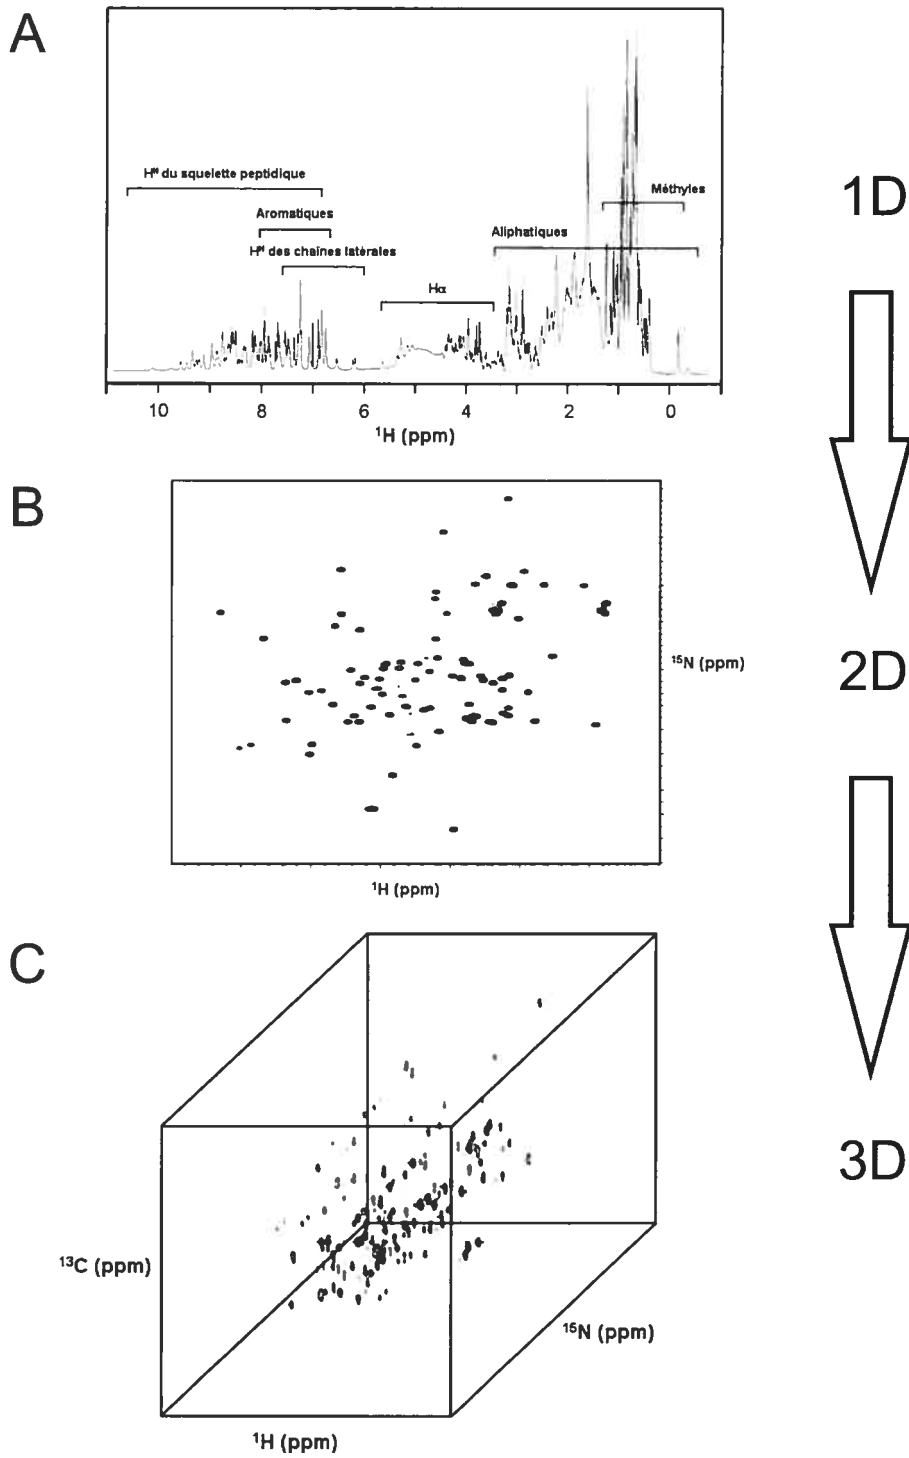 A
1D
Hᴺ du squelette peptidique
Méthyles
Aromatiques
Aliphatiques
Hᴺ des chaînes latérales
Hα
10 8 6 4 2 0
¹H (ppm)
B
2D
¹⁵N (ppm)
¹H (ppm)
C
3D
¹³C (ppm)
¹⁵N (ppm)
¹H (ppm)